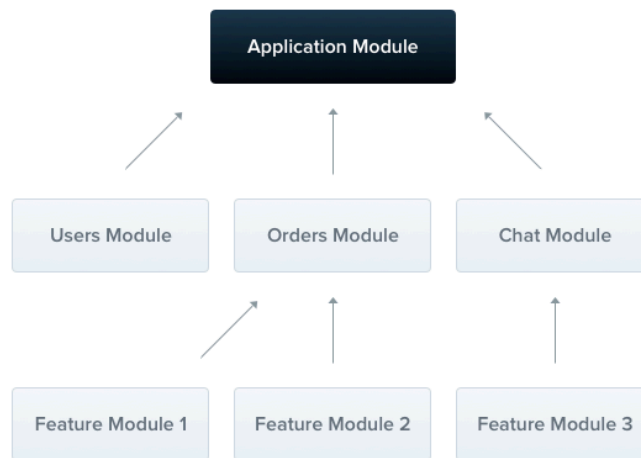 Application Module
Users Module
Orders Module
Chat Module
Feature Module 1
Feature Module 2
Feature Module 3